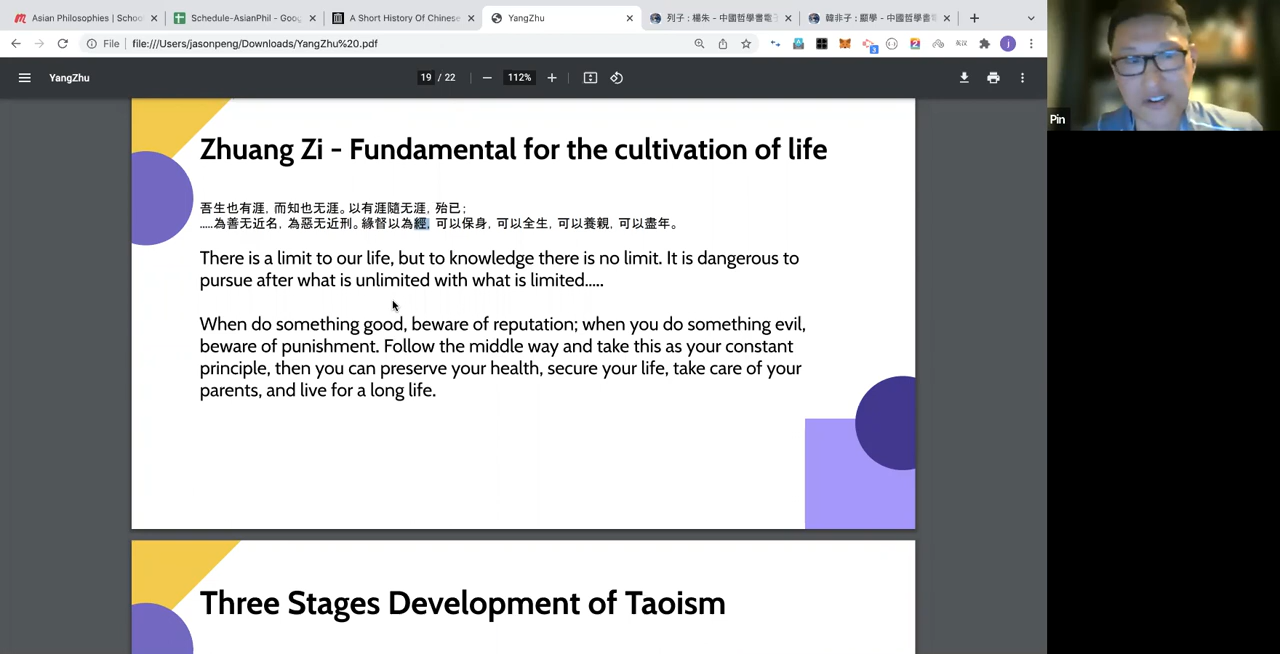 Asian Philosophies | Schoo
Schedule-AsianPhil - Goog
A Short History Of Chinese
YangZhu
列子 : 楊朱 - 中國哲學書電子
韓非子 : 顯學 - 中國哲學書電
File
file:///Users/jasonpeng/Downloads/YangZhu%20.pdf
YangZhu
19 / 22
112%
Pin
Zhuang Zi - Fundamental for the cultivation of life
吾生也有涯, 而知也无涯。以有涯隨无涯, 殆已;
.....為善无近名, 為惡无近刑。緣督以為經, 可以保身, 可以全生, 可以養親, 可以盡年。
There is a limit to our life, but to knowledge there is no limit. It is dangerous to
pursue after what is unlimited with what is limited.....
When do something good, beware of reputation; when you do something evil,
beware of punishment. Follow the middle way and take this as your constant
principle, then you can preserve your health, secure your life, take care of your
parents, and live for a long life.
Three Stages Development of Taoism